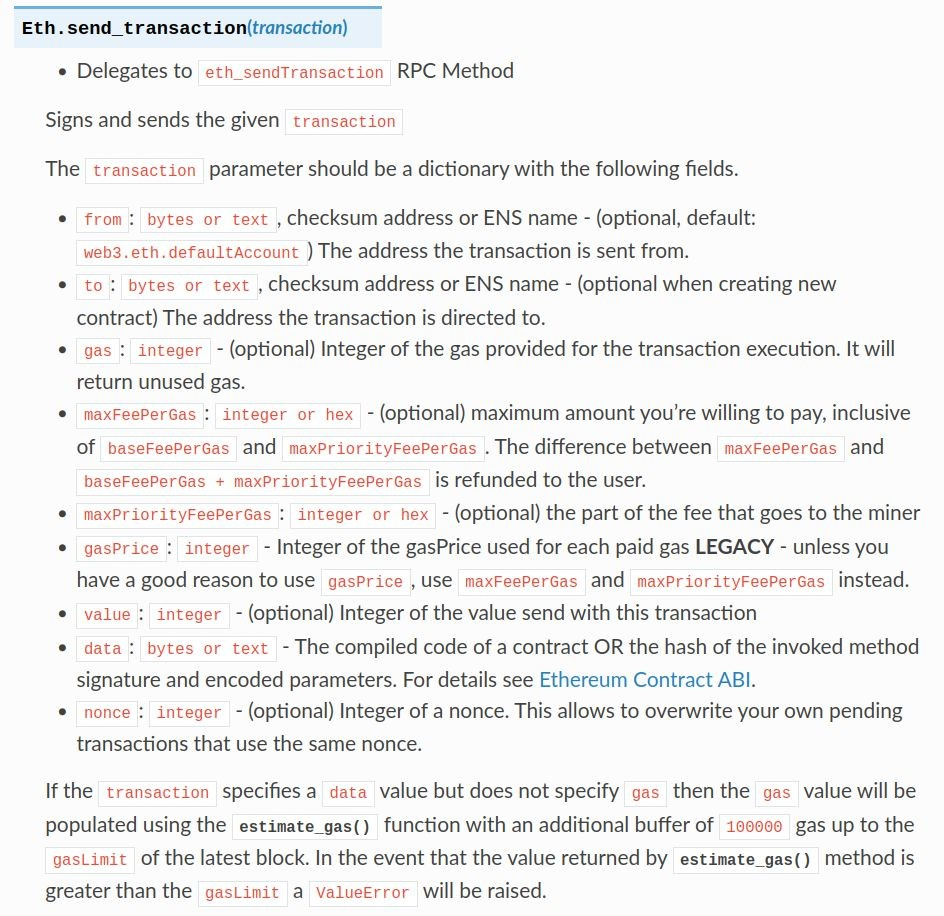 Eth.send_transaction(transaction)
• Delegates to eth_sendTransaction RPC Method
Signs and sends the given transaction
The transaction parameter should be a dictionary with the following fields.
• from: bytes or text, checksum address or ENS name - (optional, default:
web3.eth.defaultAccount) The address the transaction is sent from.
• to: bytes or text, checksum address or ENS name - (optional when creating new
contract) The address the transaction is directed to.
• gas: integer - (optional) Integer of the gas provided for the transaction execution. It will
return unused gas.
• maxFeePerGas: integer or hex - (optional) maximum amount you’re willing to pay, inclusive
of baseFeePerGas and maxPriorityFeePerGas. The difference between maxFeePerGas and
baseFeePerGas + maxPriorityFeePerGas is refunded to the user.
• maxPriorityFeePerGas: integer or hex - (optional) the part of the fee that goes to the miner
• gasPrice: integer - Integer of the gasPrice used for each paid gas LEGACY - unless you
have a good reason to use gasPrice, use maxFeePerGas and maxPriorityFeePerGas instead.
• value: integer - (optional) Integer of the value send with this transaction
• data: bytes or text - The compiled code of a contract OR the hash of the invoked method
signature and encoded parameters. For details see Ethereum Contract ABI.
• nonce: integer - (optional) Integer of a nonce. This allows to overwrite your own pending
transactions that use the same nonce.
If the transaction specifies a data value but does not specify gas then the gas value will be
populated using the estimate_gas() function with an additional buffer of 100000 gas up to the
gasLimit of the latest block. In the event that the value returned by estimate_gas() method is
greater than the gasLimit a ValueError will be raised.